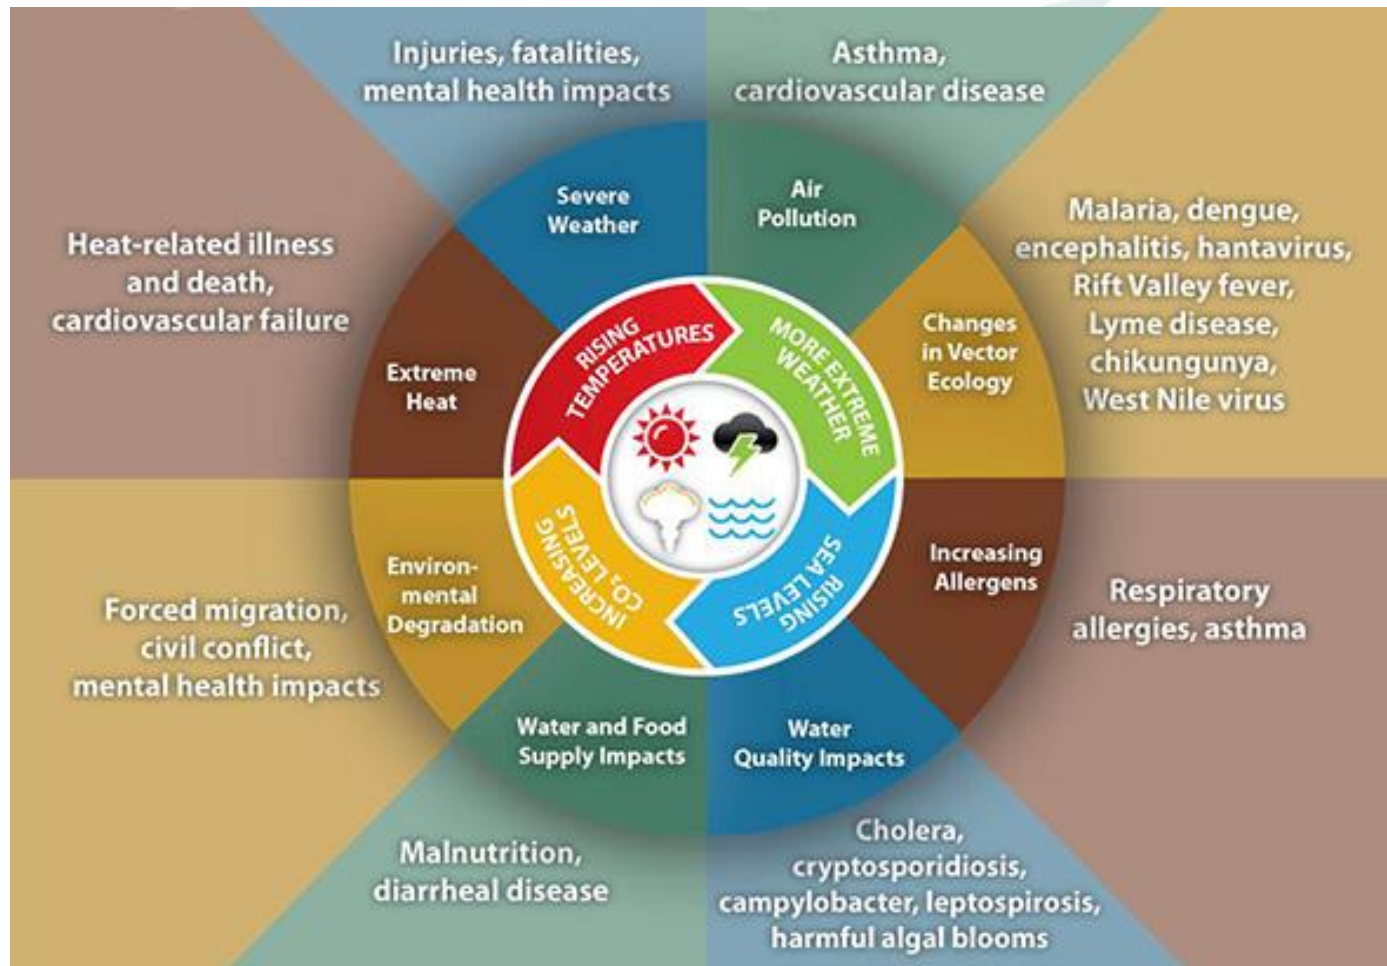 Injuries, fatalities,
mental health impacts
Asthma,
cardiovascular disease
Severe
Weather
Air
Pollution
Heat-related illness
and death,
cardiovascular failure
Malaria, dengue,
encephalitis, hantavirus,
Rift Valley fever,
Lyme disease,
chikungunya,
West Nile virus
Extreme
Heat
Changes
in Vector
Ecology
RISING
TEMPERATURES
MORE EXTREME
WEATHER
INCREASING
CO₂ LEVELS
RISING
SEA LEVELS
Environ-
mental
Degradation
Increasing
Allergens
Forced migration,
civil conflict,
mental health impacts
Respiratory
allergies, asthma
Water and Food
Supply Impacts
Water
Quality Impacts
Malnutrition,
diarrheal disease
Cholera,
cryptosporidiosis,
campylobacter, leptospirosis,
harmful algal blooms